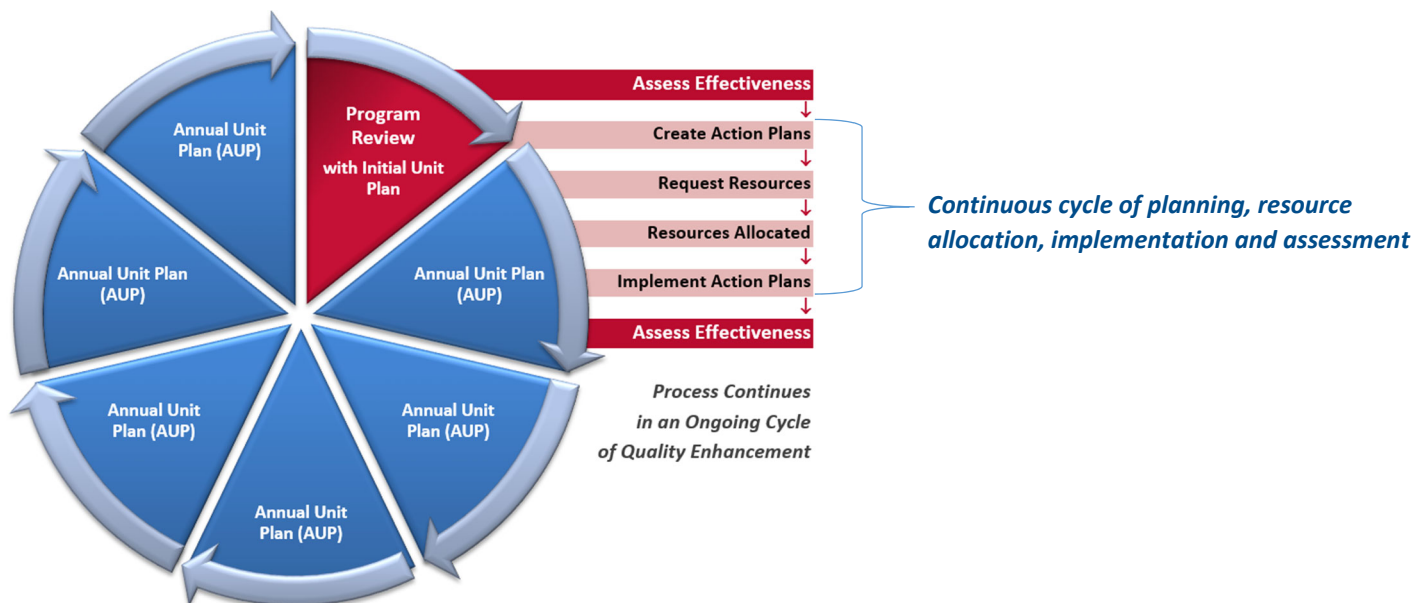 Program
Review
with Initial Unit
Plan
Annual Unit Plan
(AUP)
Annual Unit
Plan (AUP)
Annual Unit
Plan (AUP)
Annual Unit
Plan (AUP)
Annual Unit Plan
(AUP)
Annual Unit
Plan (AUP)
Assess Effectiveness
↓
Create Action Plans
↓
Request Resources
↓
Resources Allocated
↓
Implement Action Plans
↓
Assess Effectiveness
Process Continues
in an Ongoing Cycle
of Quality Enhancement
Continuous cycle of planning, resource
allocation, implementation and assessment